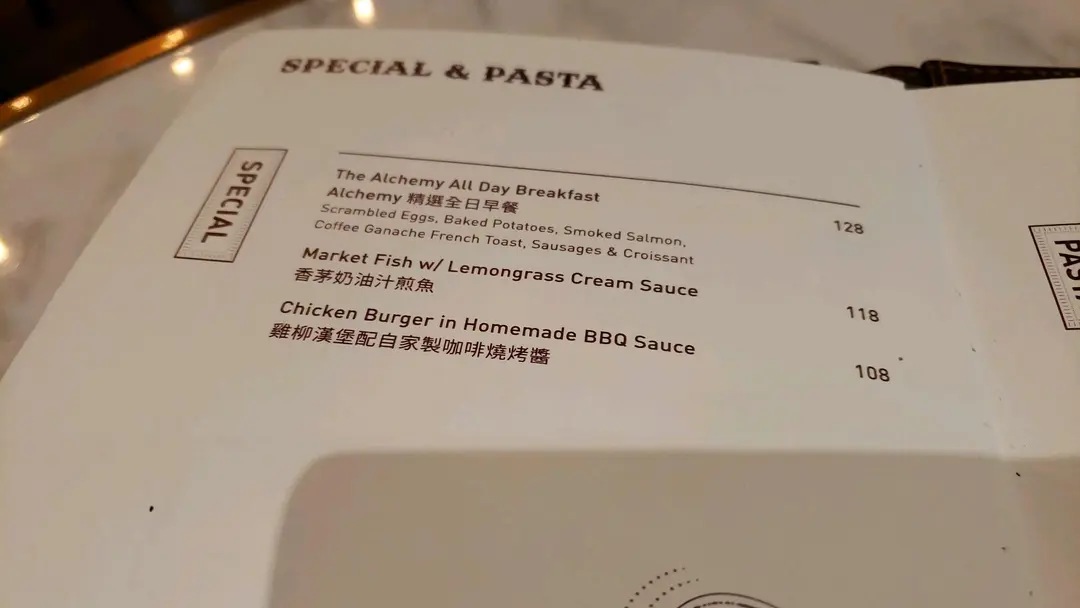 SPECIAL & PASTA
SPECIAL
The Alchemy All Day Breakfast
Alchemy 精選全日早餐
128
Scrambled Eggs, Baked Potatoes, Smoked Salmon,
Coffee Ganache French Toast, Sausages & Croissant
Market Fish w/ Lemongrass Cream Sauce
118
香茅奶油汁煎魚
Chicken Burger in Homemade BBQ Sauce
108
雞柳漢堡配自家製咖啡燒烤醬